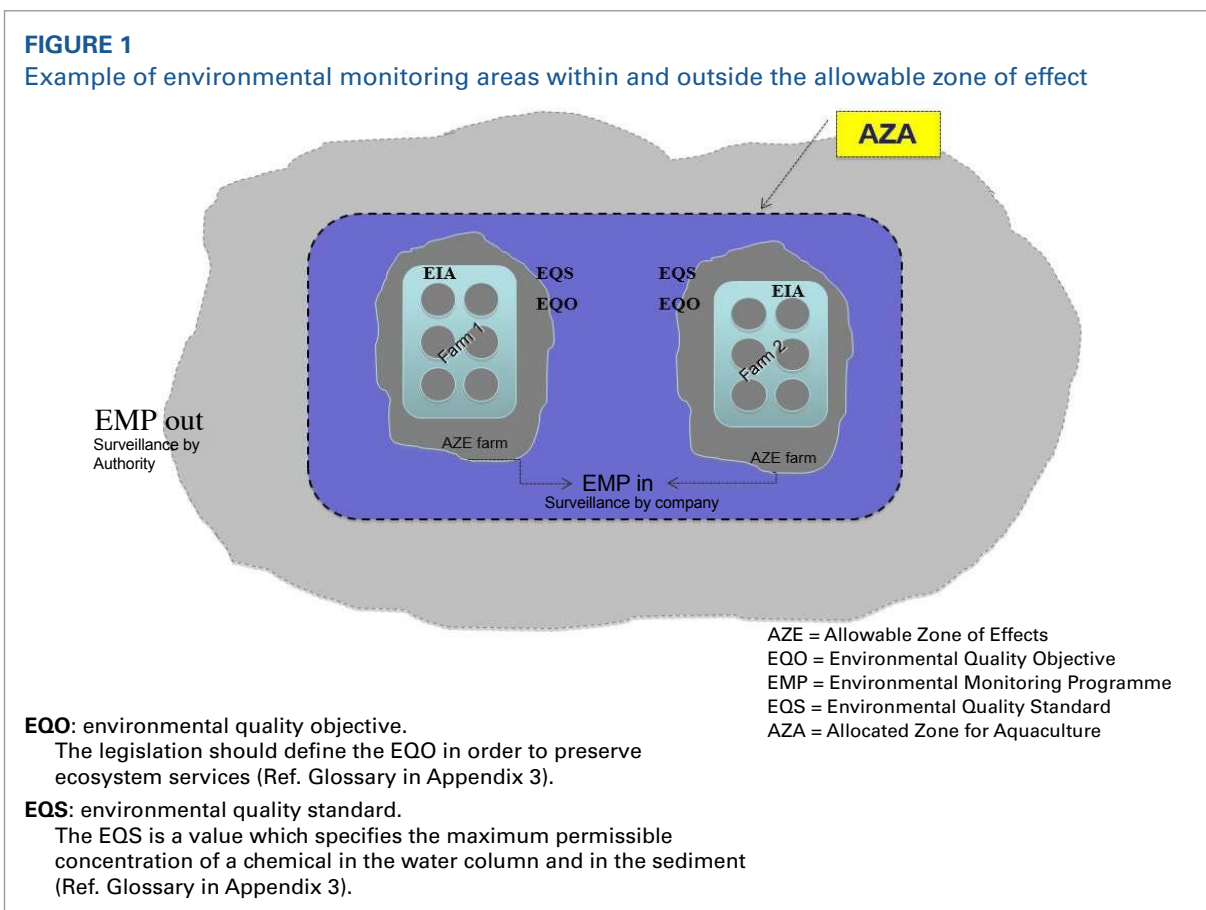 FIGURE 1
Example of environmental monitoring areas within and outside the allowable zone of effect
AZA
EIA
EQS
EQO
Farm 1
AZE farm
EQS
EQO
EIA
Farm 2
AZE farm
EMP out
Surveillance by
Authority
EMP in
Surveillance by company
AZE = Allowable Zone of Effects
EQO = Environmental Quality Objective
EMP = Environmental Monitoring Programme
EQS = Environmental Quality Standard
AZA = Allocated Zone for Aquaculture
EQO: environmental quality objective.
The legislation should define the EQO in order to preserve
ecosystem services (Ref. Glossary in Appendix 3).
EQS: environmental quality standard.
The EQS is a value which specifies the maximum permissible
concentration of a chemical in the water column and in the sediment
(Ref. Glossary in Appendix 3).